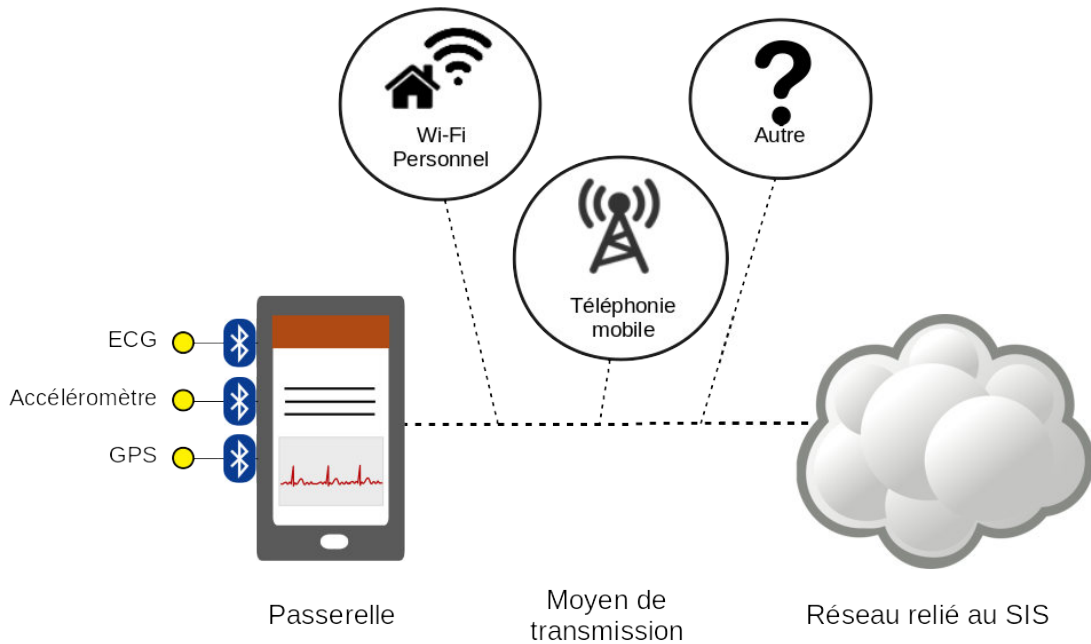 Wi-Fi
Personnel
Autre
Téléphonie
mobile
ECG
Accéléromètre
GPS
Passerelle
Moyen de
transmission
Réseau relié au SIS